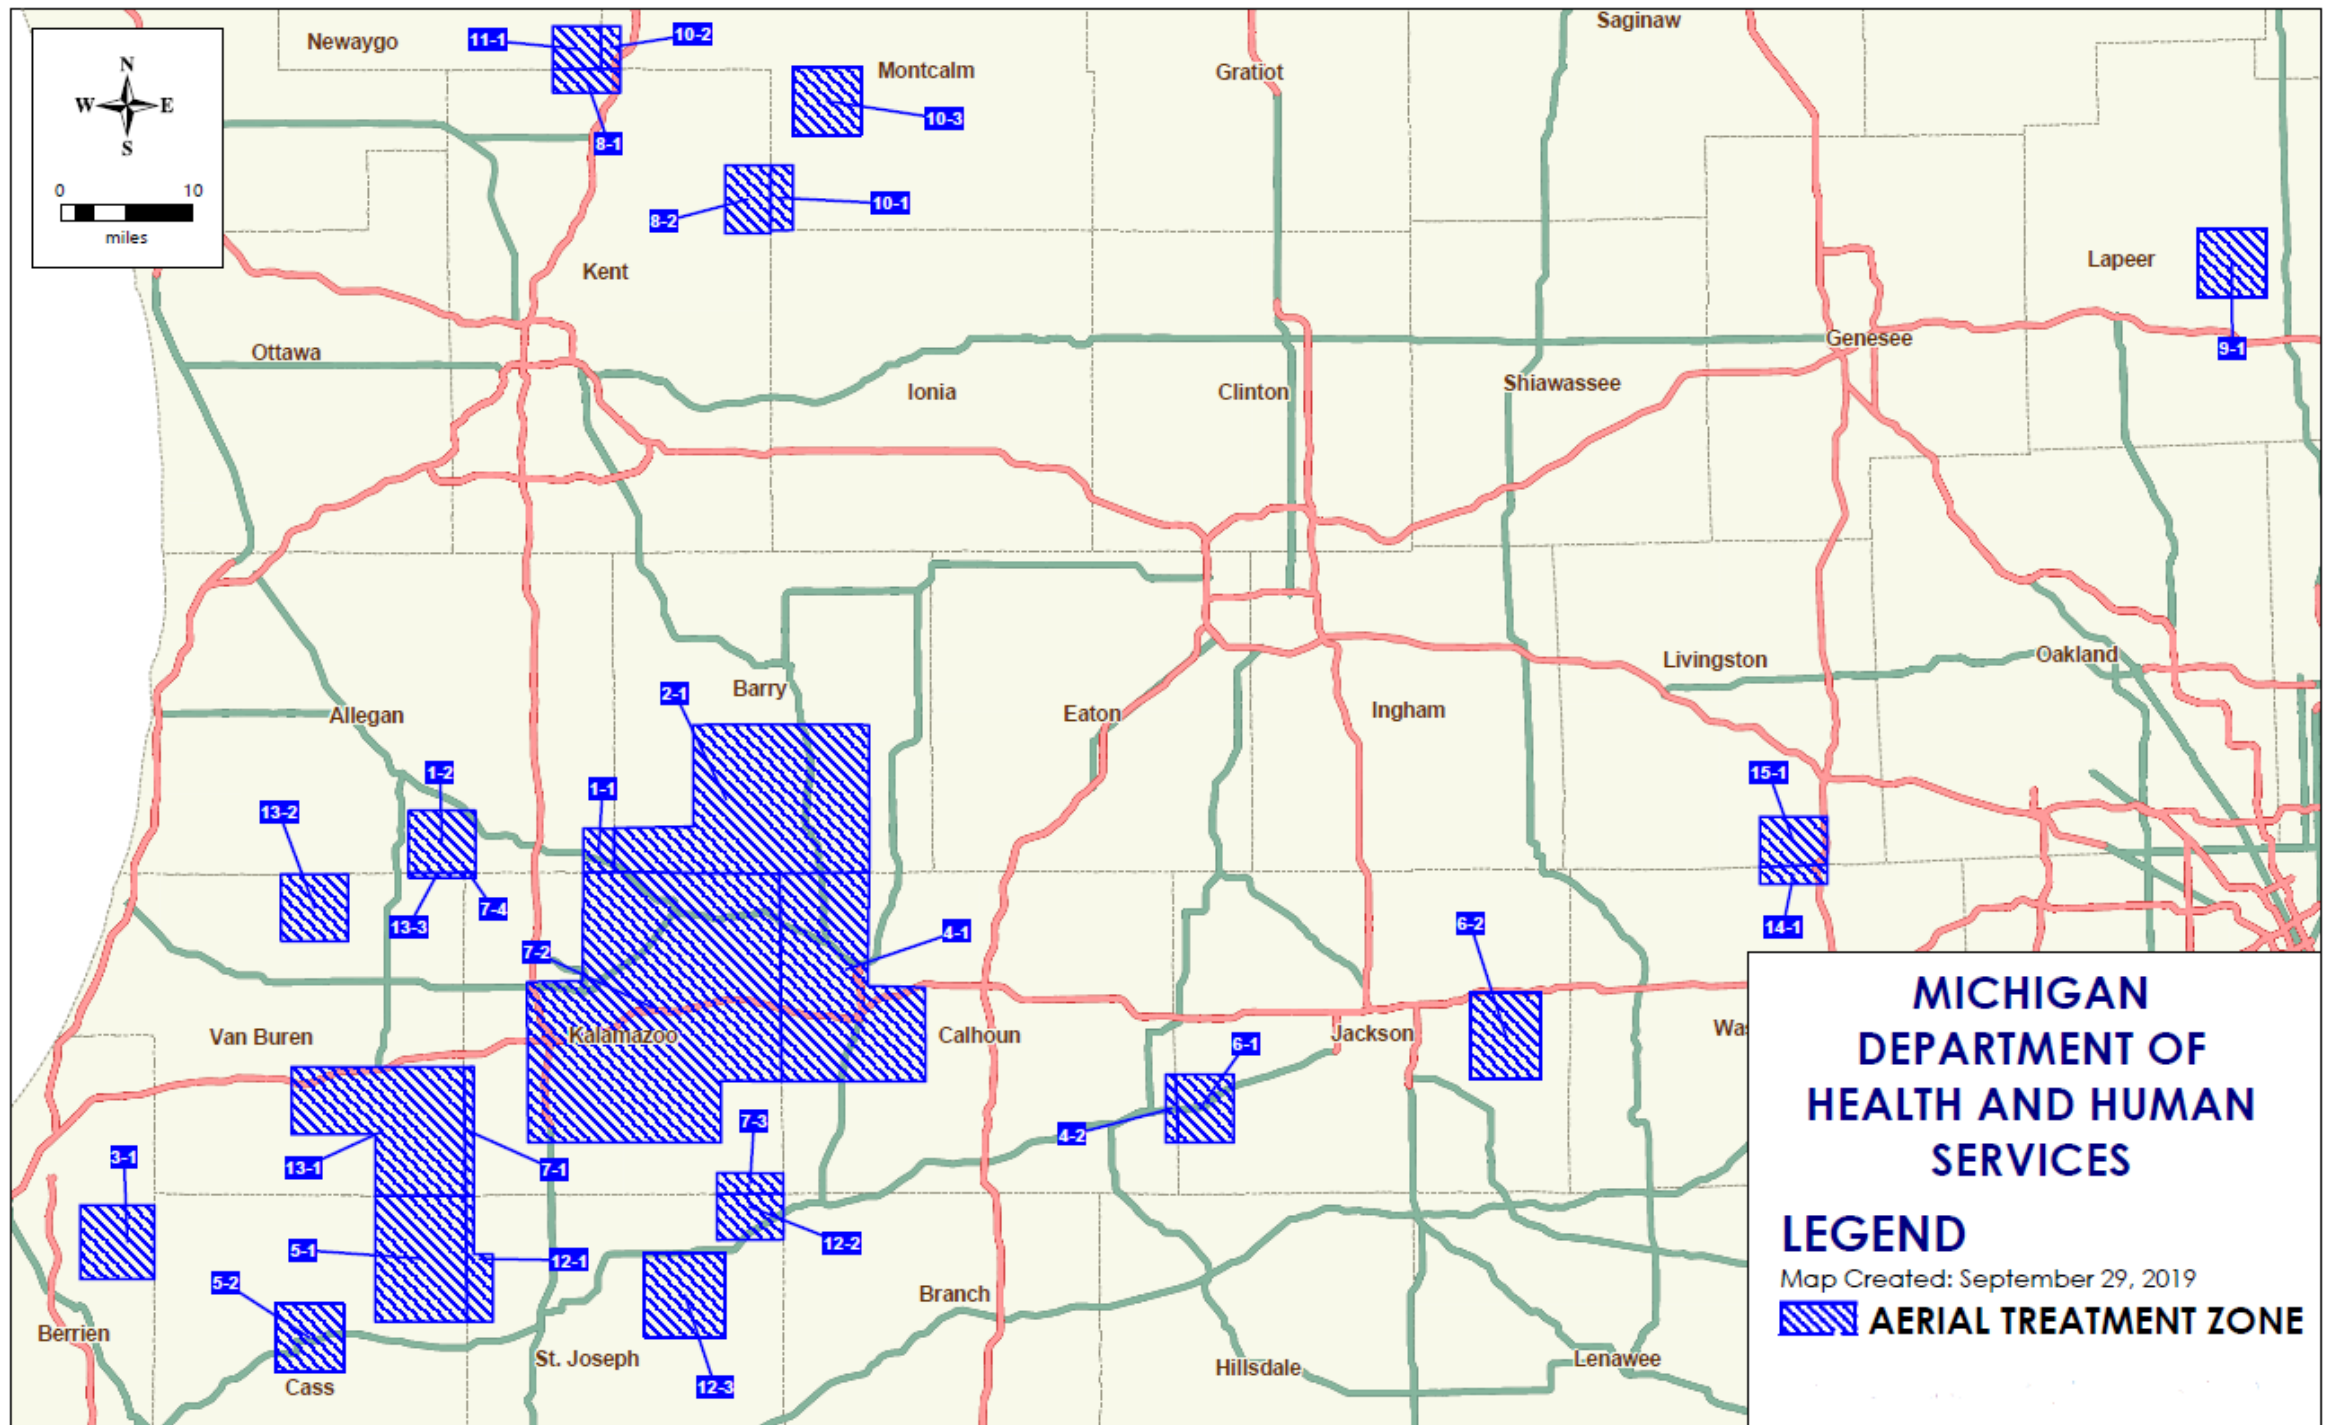 Saginaw
Newaygo
11-1
10-2
Montcalm
Gratiot
N
W E
S
10-3
8-1
0 10
miles
8-2
10-1
Kent
Lapeer
Ottawa
Genesee
9-1
Ionia
Clinton
Shiawassee
Livingston
Oakland
2-1
Barry
Allegan
Eaton
Ingham
1-2
1-1
15-1
13-2
13-3
7-4
4-1
6-2
14-1
7-2
Van Buren
Kalamazoo
Calhoun
6-1
Jackson
Was
4-2
7-3
3-1
13-1
7-1
5-1
12-1
12-2
5-2
Branch
Berrien
St. Joseph
Hillsdale
Lenawee
Cass
12-3
MICHIGAN
DEPARTMENT OF
HEALTH AND HUMAN
SERVICES
LEGEND
Map Created: September 29, 2019
AERIAL TREATMENT ZONE